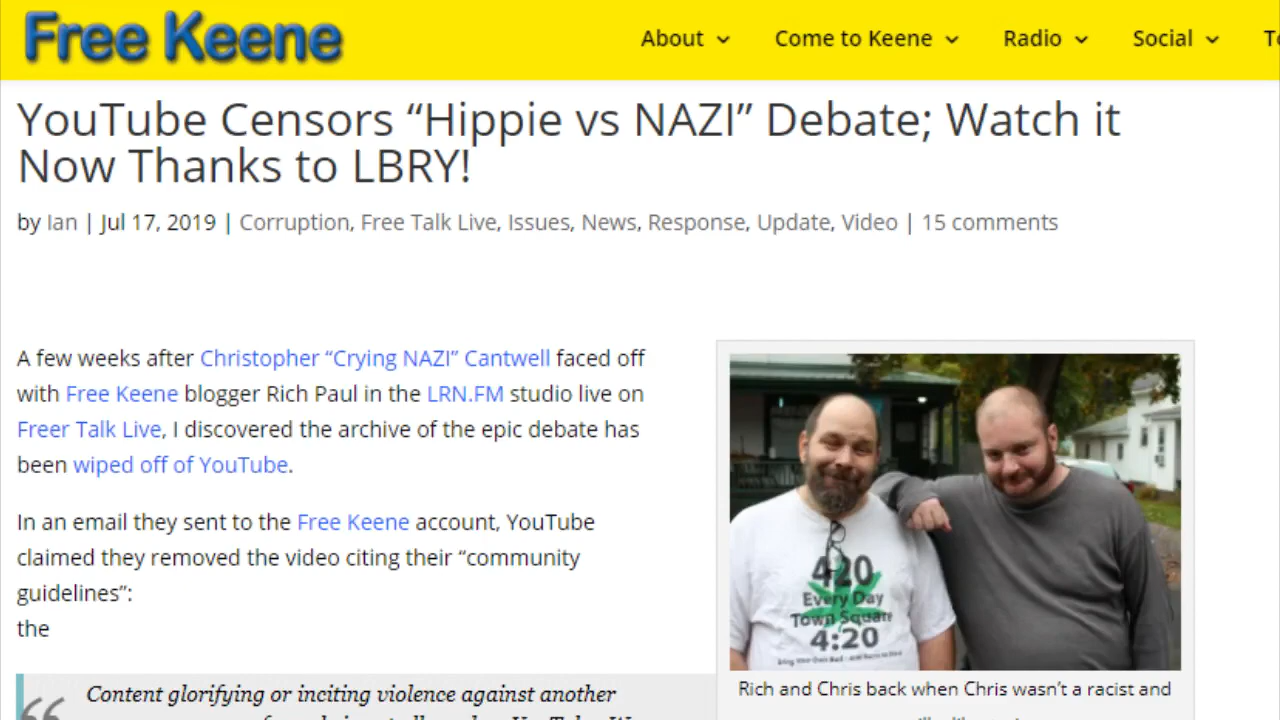 Free Keene
About
Come to Keene
Radio
Social
YouTube Censors “Hippie vs NAZI” Debate; Watch it
Now Thanks to LBRY!
by Ian | Jul 17, 2019 | Corruption, Free Talk Live, Issues, News, Response, Update, Video | 15 comments
A few weeks after Christopher “Crying NAZI” Cantwell faced off
with Free Keene blogger Rich Paul in the LRN.FM studio live on
Freer Talk Live, I discovered the archive of the epic debate has
been wiped off of YouTube.
In an email they sent to the Free Keene account, YouTube
claimed they removed the video citing their “community
guidelines”:
the
“Content glorifying or inciting violence against another
420
Every Day
Town Square
4:20
Rich and Chris back when Chris wasn’t a racist and